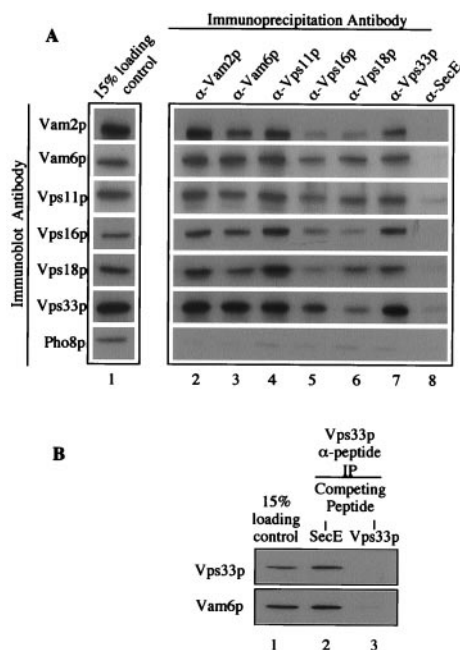 Immunoprecipitation Antibody
A
15% loading
control
α-Vam2p
α-Vam6p
α-Vps11p
α-Vps16p
α-Vps18p
α-Vps33p
α-SecE
Immunoblot Antibody
Vam2p
Vam6p
Vps11p
Vps16p
Vps18p
Vps33p
Pho8p
1 2 3 4 5 6 7 8
B
Vps33p
α-peptide
IP
Competing
Peptide
15%
loading
control
SecE Vps33p
Vps33p
Vam6p
1 2 3